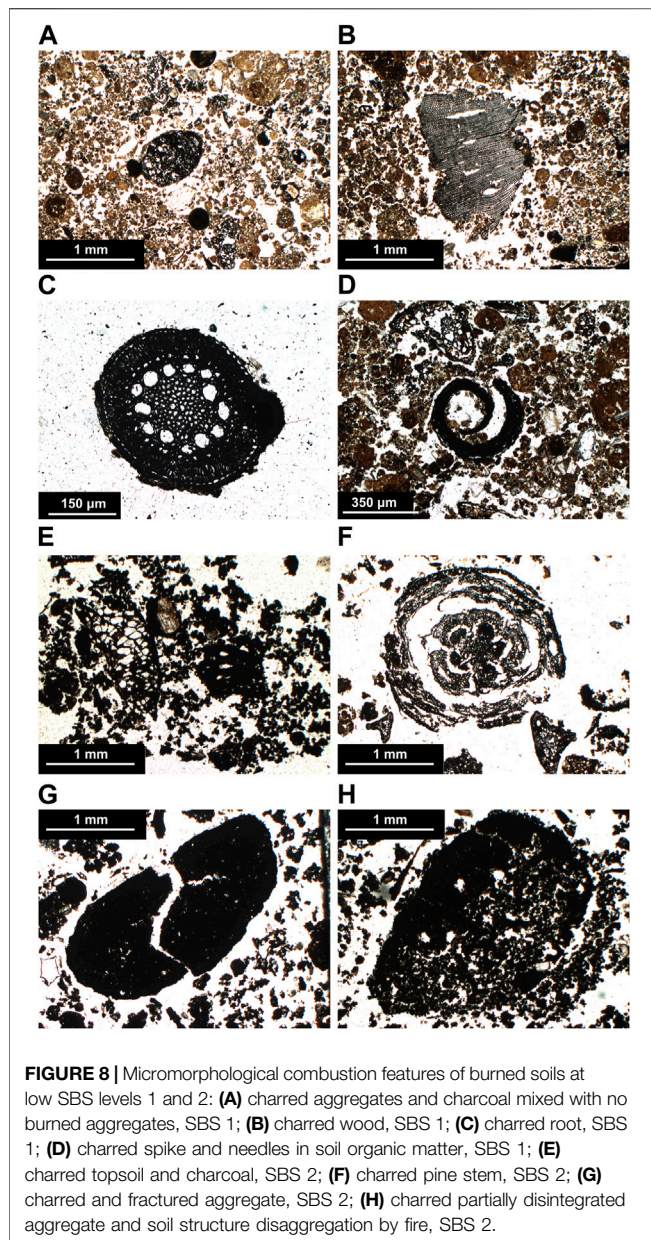 A
B
1 mm
1 mm
C
D
150 µm
350 µm
E
F
1 mm
1 mm
G
H
1 mm
1 mm
FIGURE 8 | Micromorphological combustion features of burned soils at
low SBS levels 1 and 2: (A) charred aggregates and charcoal mixed with no
burned aggregates, SBS 1; (B) charred wood, SBS 1; (C) charred root, SBS
1; (D) charred spike and needles in soil organic matter, SBS 1; (E)
charred topsoil and charcoal, SBS 2; (F) charred pine stem, SBS 2; (G)
charred and fractured aggregate, SBS 2; (H) charred partially disintegrated
aggregate and soil structure disaggregation by fire, SBS 2.